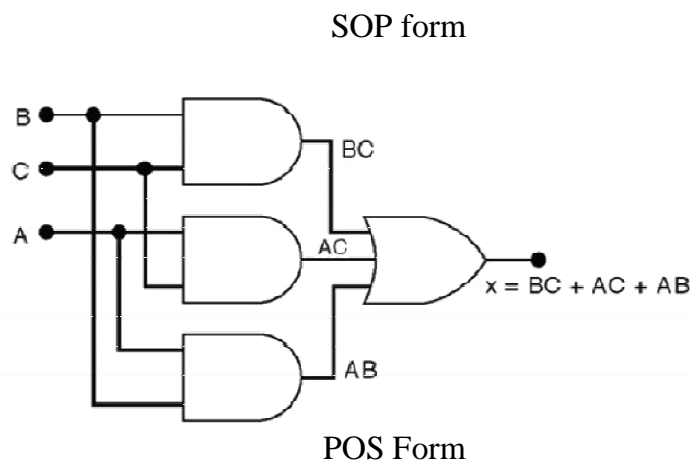 SOP form
B
BC
C
A
AC
x = BC + AC + AB
AB
POS Form